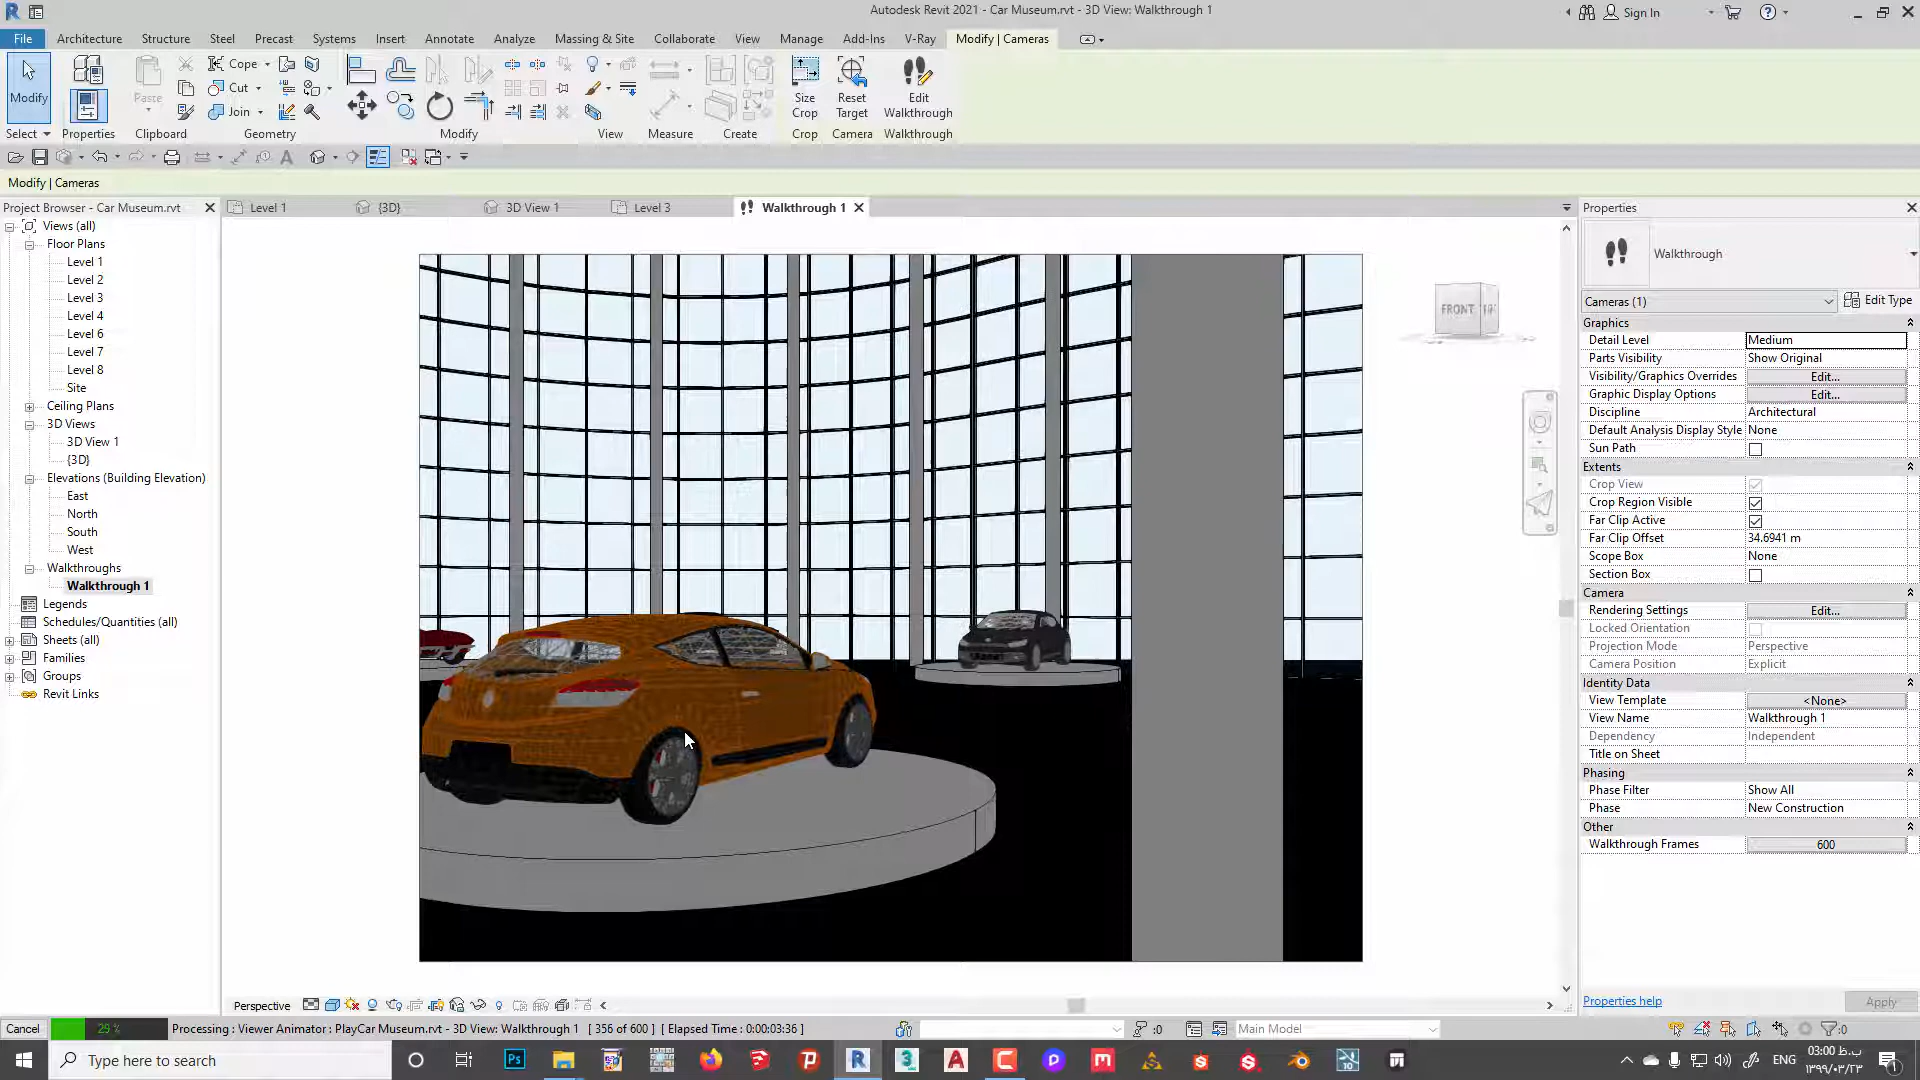 Autodesk Revit 2021 - Car Museum.rvt - 3D View: Walkthrough 1
Sign In
File Architecture Structure Steel Precast Systems Insert Annotate Analyze Massing & Site Collaborate View Manage Add-Ins V-Ray Modify | Cameras
Modify
Paste
Cope
Cut
Join
Size Crop
Reset Target
Edit Walkthrough
Select Properties Clipboard Geometry Modify View Measure Create Crop Camera Walkthrough
Modify | Cameras
Project Browser - Car Museum.rvt
Level 1 {3D} 3D View 1 Level 3 Walkthrough 1
Views (all)
Floor Plans
Level 1
Level 2
Level 3
Level 4
Level 6
Level 7
Level 8
Site
Ceiling Plans
3D Views
3D View 1
{3D}
Elevations (Building Elevation)
East
North
South
West
Walkthroughs
Walkthrough 1
Legends
Schedules/Quantities (all)
Sheets (all)
Families
Groups
Revit Links
FRONT
Properties
Walkthrough
Cameras (1) Edit Type
Graphics
Detail Level Medium
Parts Visibility Show Original
Visibility/Graphics Overrides Edit...
Graphic Display Options Edit...
Discipline Architectural
Default Analysis Display Style None
Sun Path
Extents
Crop View
Crop Region Visible
Far Clip Active
Far Clip Offset 34.6941 m
Scope Box None
Section Box
Camera
Rendering Settings Edit...
Locked Orientation
Projection Mode Perspective
Camera Position Explicit
Identity Data
View Template <None>
View Name Walkthrough 1
Dependency Independent
Title on Sheet
Phasing
Phase Filter Show All
Phase New Construction
Other
Walkthrough Frames 600
Properties help Apply
Perspective
Cancel 29 % Processing : Viewer Animator : PlayCar Museum.rvt - 3D View: Walkthrough 1 [ 356 of 600 ] [ Elapsed Time : 0:00:03:36 ] :0 Main Model :0
Type here to search
ENG
03:00 ب.ظ
۱۳۹۹/۰۳/۲۳